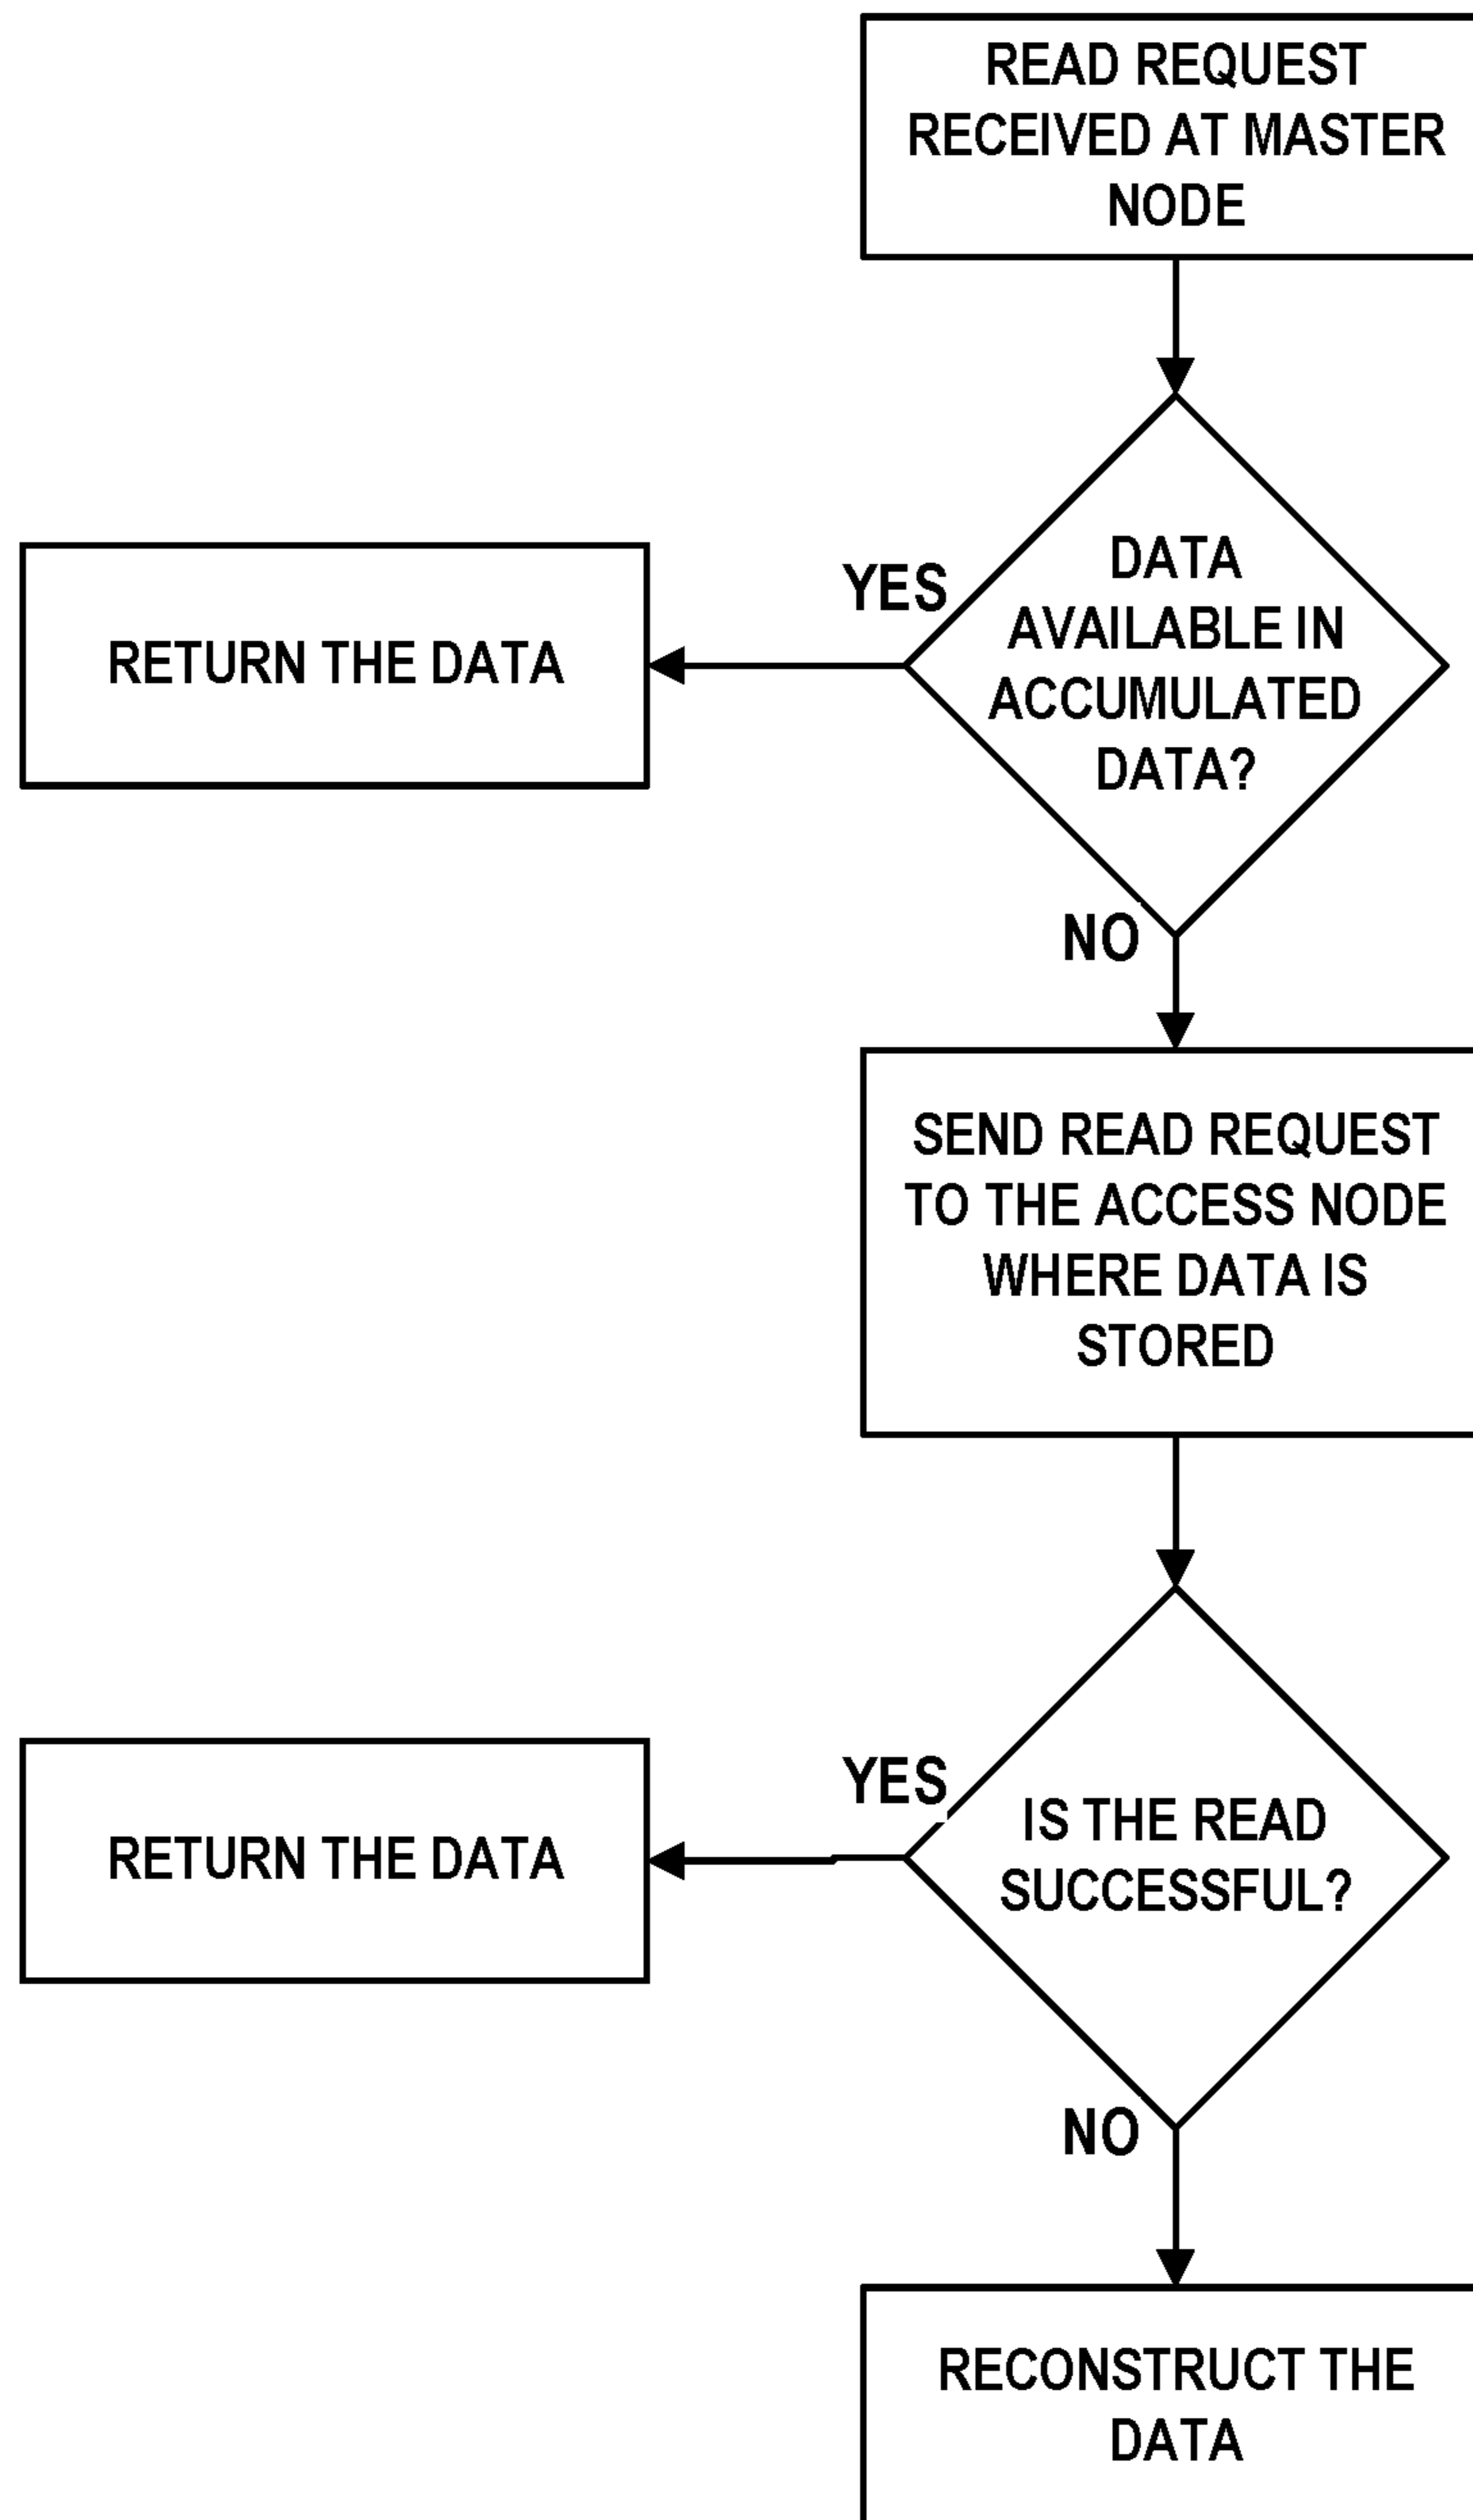 READ REQUEST
RECEIVED AT MASTER
NODE
DATA
AVAILABLE IN
ACCUMULATED
DATA?
YES
RETURN THE DATA
NO
SEND READ REQUEST
TO THE ACCESS NODE
WHERE DATA IS
STORED
IS THE READ
SUCCESSFUL?
YES
RETURN THE DATA
NO
RECONSTRUCT THE
DATA